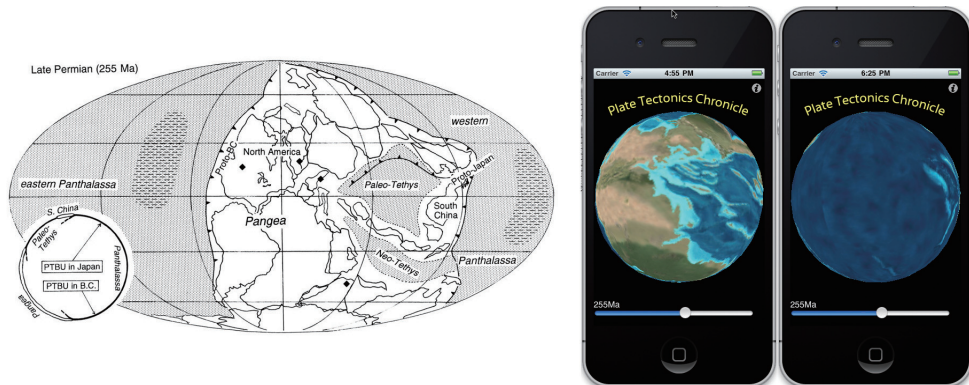 Late Permian (255 Ma)
western
Proto-BC
North America
eastern Panthalassa
Paleo-Tethys
Proto-Japan
South
China
Pangea
Neo-Tethys
Panthalassa
S. China
Paleo-
Tethys
PTBU in Japan
PTBU in B.C.
Panthalassa
Pangea
Carrier 4:55 PM
Plate Tectonics Chronicle
255Ma
Carrier 6:25 PM
Plate Tectonics Chronicle
255Ma